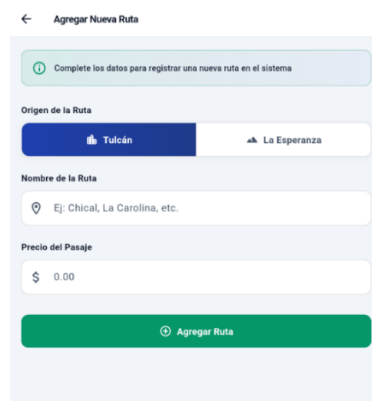 Agregar Nueva Ruta
Complete los datos para registrar una nueva ruta en el sistema
Origen de la Ruta
Tulcán
La Esperanza
Nombre de la Ruta
Ej: Chical, La Carolina, etc.
Precio del Pasaje
$ 0.00
Agregar Ruta